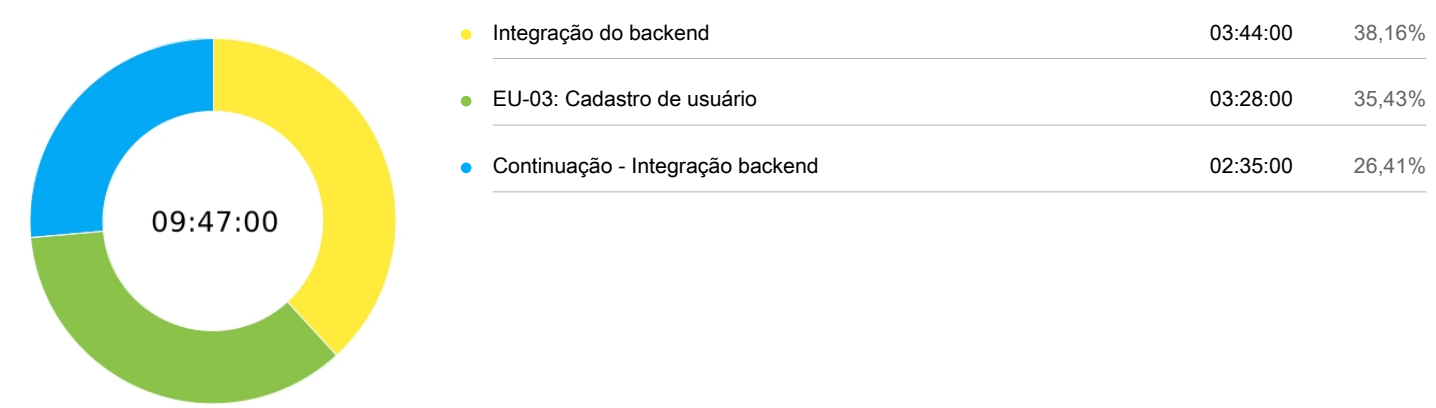 Integração do backend 03:44:00 38,16%
EU-03: Cadastro de usuário 03:28:00 35,43%
Continuação - Integração backend 02:35:00 26,41%
09:47:00